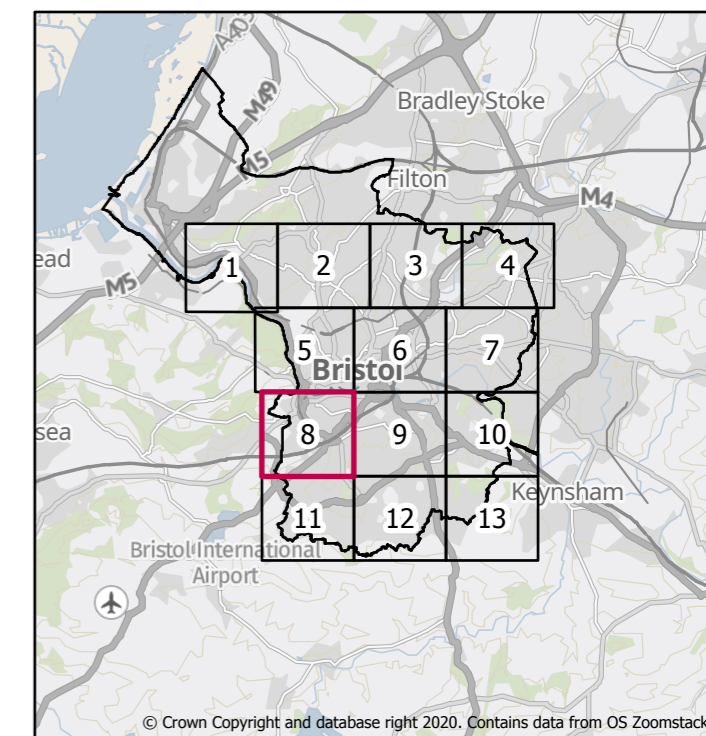 A403
M49
Bradley Stoke
M5
Filton
M4
ead
M5
1
2
3
4
5
6
7
Bristol
sea
8
9
10
Keynsham
11
12
13
Bristol International
Airport
© Crown Copyright and database right 2020. Contains data from OS Zoomstack